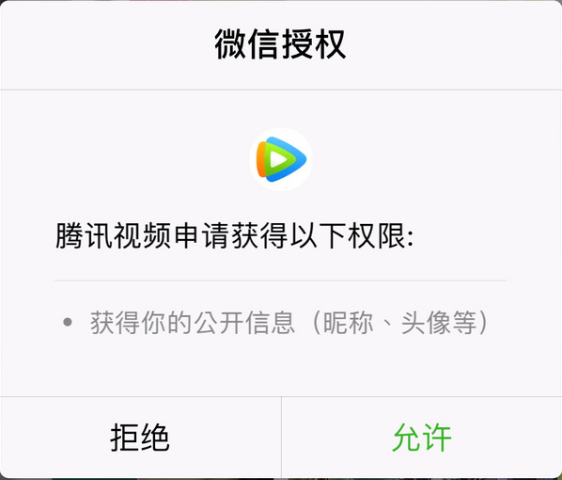 微信授权
腾讯视频申请获得以下权限:
• 获得你的公开信息（昵称、头像等）
拒绝
允许